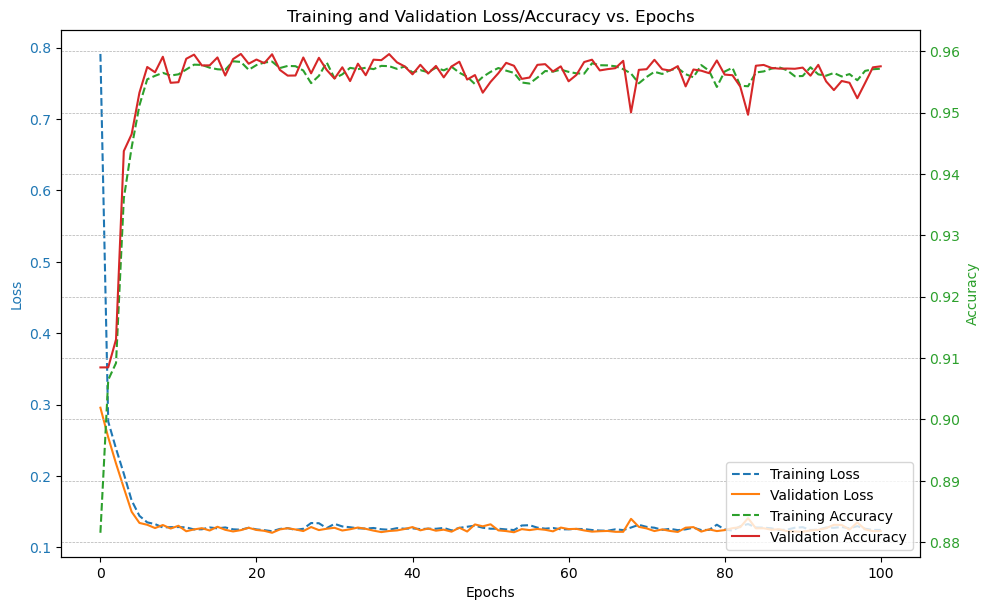 Training and Validation Loss/Accuracy vs. Epochs
Loss
0.8
0.7
0.6
0.5
0.4
0.3
0.2
0.1
0.96
0.95
0.94
0.93
0.92
0.91
0.90
0.89
0.88
Accuracy
Training Loss
Validation Loss
Training Accuracy
Validation Accuracy
0 20 40 60 80 100
Epochs